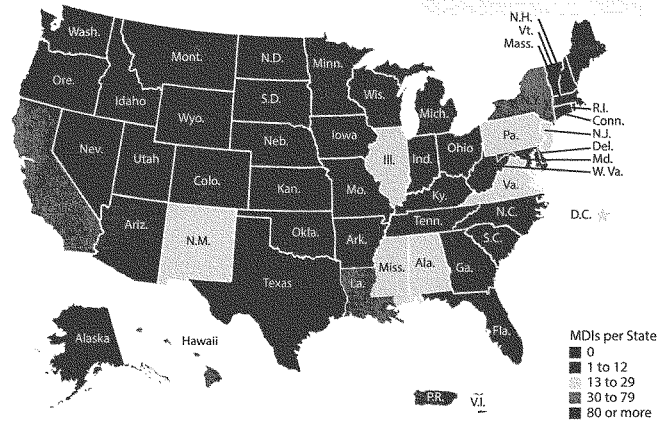 N.H.
Vt.
Mass.
Wash.
Mont.
N.D.
Minn.
Ore.
Idaho
S.D.
Wis.
Mich.
Wyo.
R.I.
Conn.
N.J.
Del.
Md.
W. Va.
Nev.
Utah
Neb.
Iowa
Ill.
Ind.
Ohio
Pa.
Colo.
Kan.
Mo.
Ky.
Va.
D.C.
Ariz.
N.M.
Okla.
Ark.
Tenn.
N.C.
S.C.
Texas
La.
Miss.
Ala.
Ga.
Fla.
Alaska
Hawaii
P.R.
V.I.
MDIs per State
0
1 to 12
13 to 29
30 to 79
80 or more